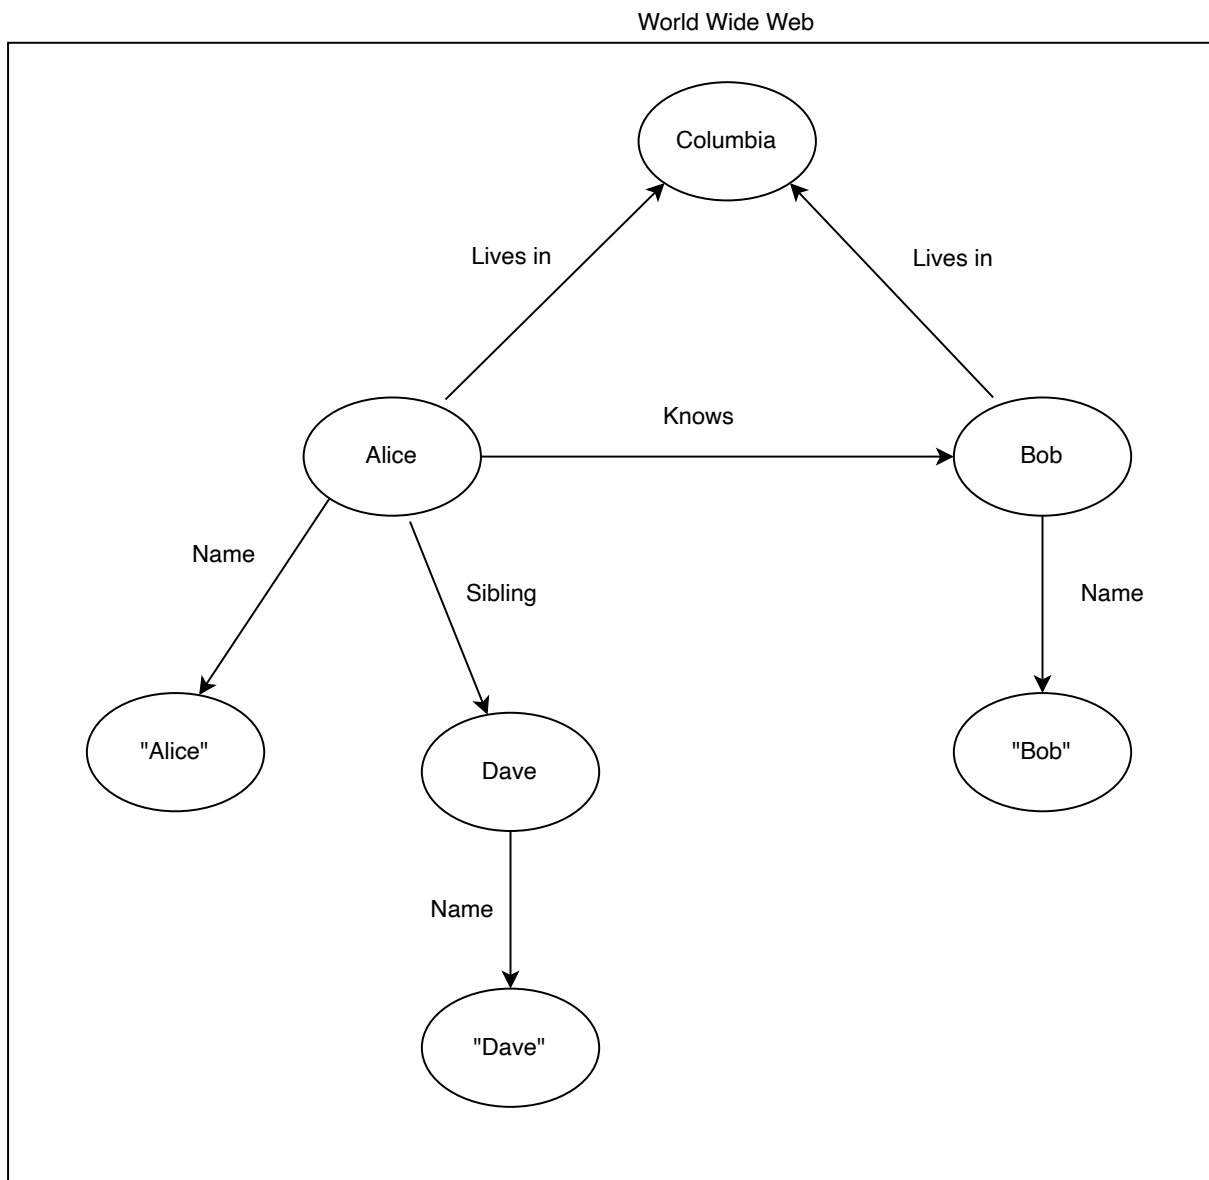 World Wide Web
Columbia
Lives in
Lives in
Knows
Alice
Bob
Name
Sibling
Name
"Alice"
Dave
"Bob"
Name
"Dave"